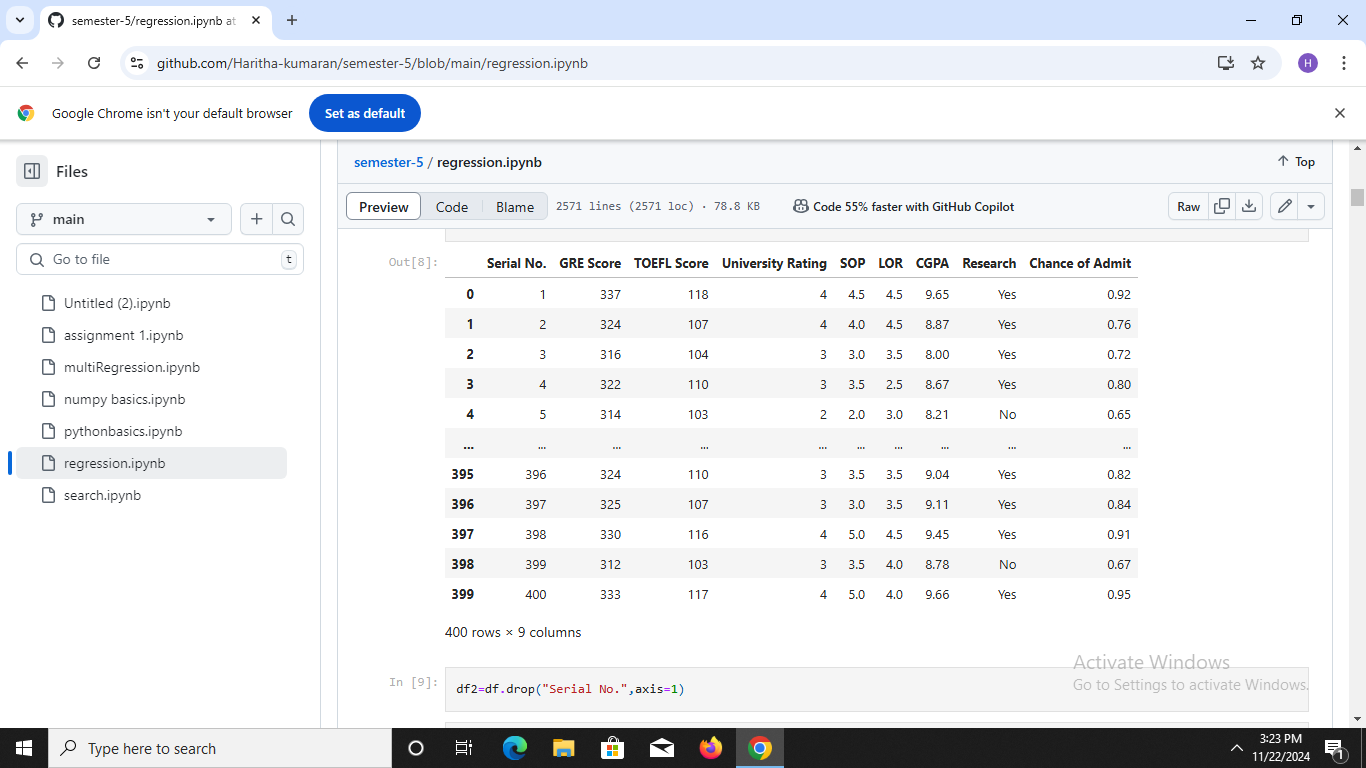 semester-5/regression.ipynb at
github.com/Haritha-kumaran/semester-5/blob/main/regression.ipynb
H
Google Chrome isn't your default browser
Set as default
Files
main
Go to file
t
Untitled (2).ipynb
assignment 1.ipynb
multiRegression.ipynb
numpy basics.ipynb
pythonbasics.ipynb
regression.ipynb
search.ipynb
semester-5 / regression.ipynb
Top
Preview Code Blame 2571 lines (2571 loc) · 78.8 KB Code 55% faster with GitHub Copilot Raw
Out[8]:
Serial No. GRE Score TOEFL Score University Rating SOP LOR CGPA Research Chance of Admit
0 1 337 118 4 4.5 4.5 9.65 Yes 0.92
1 2 324 107 4 4.0 4.5 8.87 Yes 0.76
2 3 316 104 3 3.0 3.5 8.00 Yes 0.72
3 4 322 110 3 3.5 2.5 8.67 Yes 0.80
4 5 314 103 2 2.0 3.0 8.21 No 0.65
... ... ... ... ... ... ... ... ... ...
395 396 324 110 3 3.5 3.5 9.04 Yes 0.82
396 397 325 107 3 3.0 3.5 9.11 Yes 0.84
397 398 330 116 4 5.0 4.5 9.45 Yes 0.91
398 399 312 103 3 3.5 4.0 8.78 No 0.67
399 400 333 117 4 5.0 4.0 9.66 Yes 0.95
400 rows × 9 columns
In [9]: df2=df.drop("Serial No.",axis=1)
Activate Windows
Go to Settings to activate Windows.
Type here to search
3:23 PM
11/22/2024
1